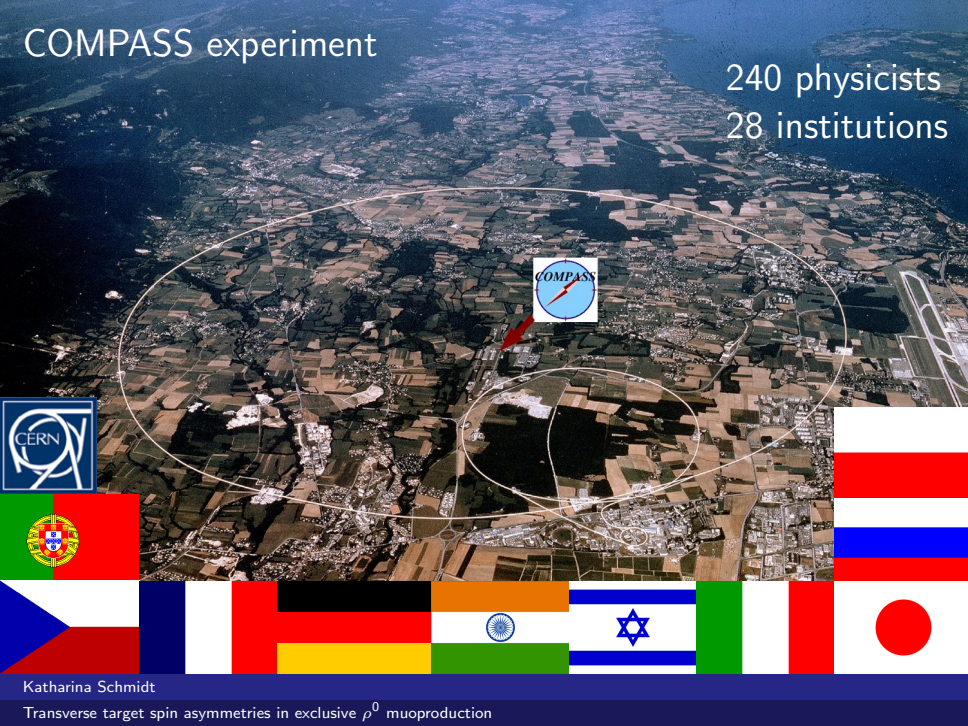 COMPASS experiment
240 physicists
28 institutions
COMPASS
CERN
Katharina Schmidt
Transverse target spin asymmetries in exclusive ρ⁰ muoproduction